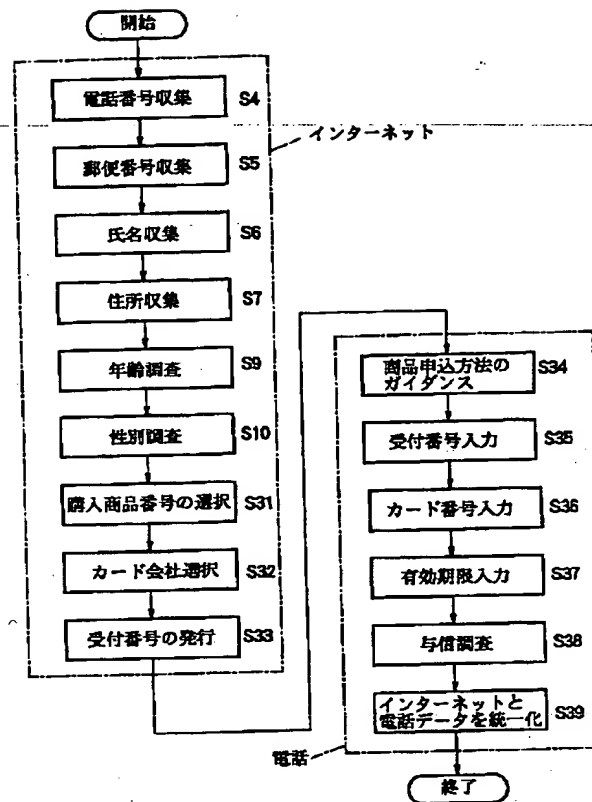 開始
電話番号収集 S4
インターネット
郵便番号収集 S5
氏名収集 S6
住所収集 S7
年齢調査 S9
性別調査 S10
購入商品番号の選択 S31
カード会社選択 S32
受付番号の発行 S33
商品申込方法の
ガイダンス S34
受付番号入力 S35
カード番号入力 S36
有効期限入力 S37
与信調査 S38
インターネットと
電話データを統一化 S39
電話
終了